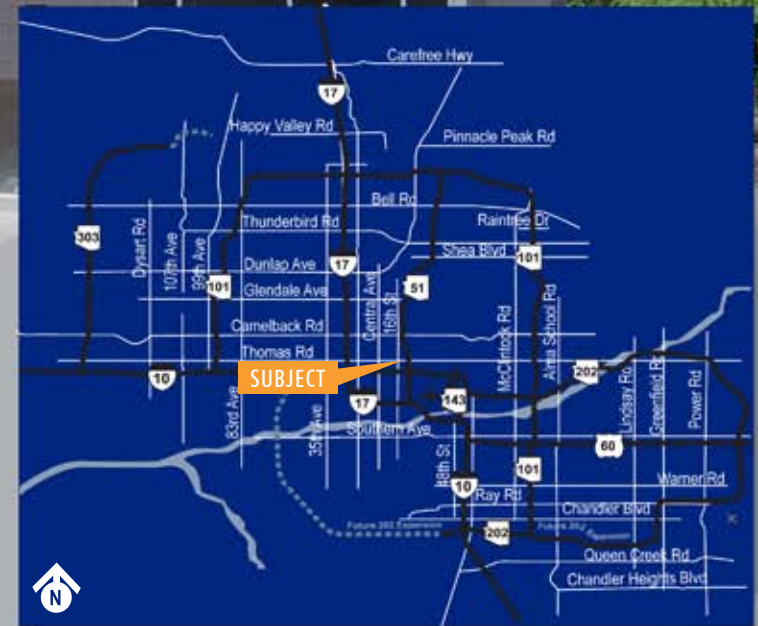 Carefree Hwy
17
Happy Valley Rd
Pinnacle Peak Rd
Bell Rd
303
Dysart Rd
107th Ave
99th Ave
Thunderbird Rd
Raintree Dr
Shea Blvd
101
Dunlap Ave
17
101
Glendale Ave
51
Central Ave
16th St
Camelback Rd
McClintock Rd
Alma School Rd
Thomas Rd
10
SUBJECT
83rd Ave
35th Ave
17
143
202
Lindsay Rd
Greenfield Rd
Power Rd
Southern Ave
60
48th St
101
10
Warner Rd
Ray Rd
Chandler Blvd
202
Future 202
Queen Creek Rd
Chandler Heights Blvd
N